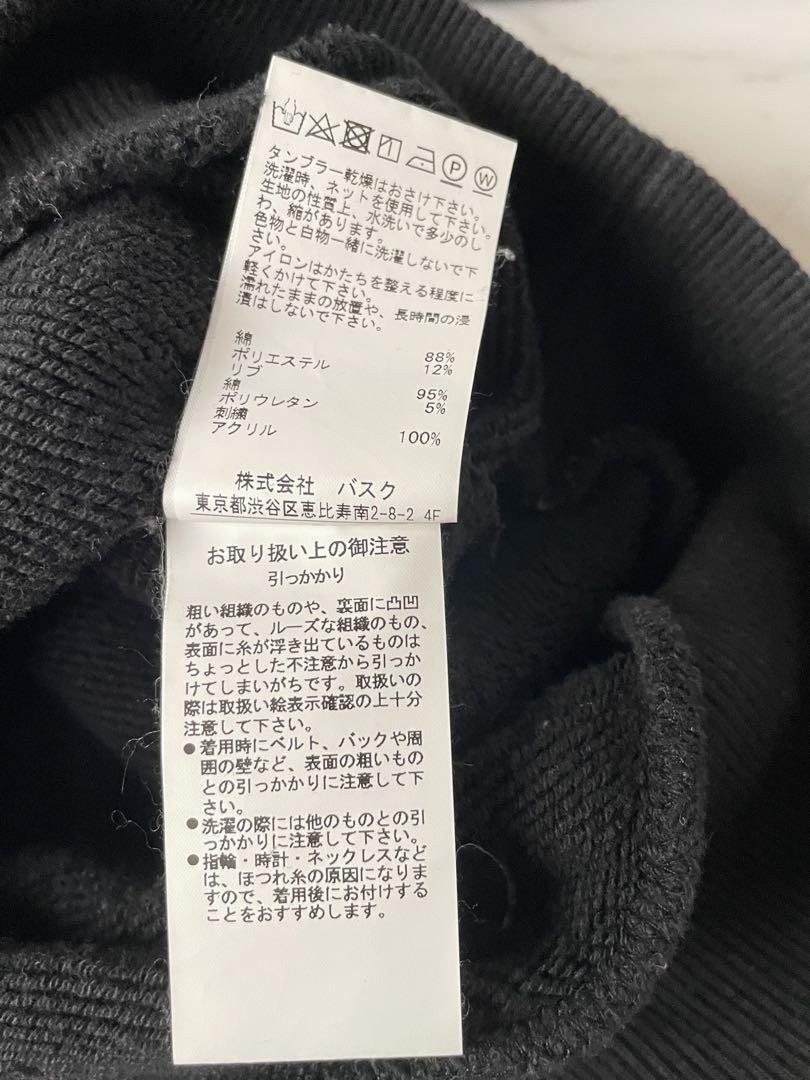 P W
タンブラー乾燥はおさけ下さい。
洗濯時、ネットを使用して下さい。
生地の性質上、水洗いで多少のし
わ、縮があります。
色物と白物一緒に洗濯しないで下
さい。
アイロンはかたちを整える程度に
軽くかけて下さい。
濡れたままの放置や、長時間の浸
漬はしないで下さい。
綿 88%
ポリエステル 12%
リブ
綿 95%
ポリウレタン 5%
刺繍
アクリル 100%
株式会社 バスク
東京都渋谷区恵比寿南2-8-2 4F
お取り扱い上の御注意
引っかかり
粗い組織のものや、裏面に凸凹
があって、ルーズな組織のもの、
表面に糸が浮き出ているものは
ちょっとした不注意から引っか
けてしまいがちです。取扱いの
際は取扱い絵表示確認の上十分
注意して下さい。
●着用時にベルト、バックや周
囲の壁など、表面の粗いもの
との引っかかりに注意して下
さい。
●洗濯の際には他のものとの引
っかかりに注意して下さい。
●指輪・時計・ネックレスなど
は、ほつれ糸の原因になりま
すので、着用後にお付けする
ことをおすすめします。